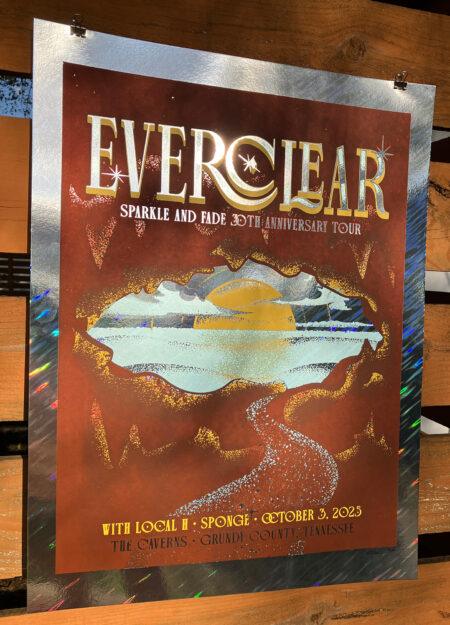 EVERCLEAR
SPARKLE AND FADE 30TH ANNIVERSARY TOUR
WITH LOCAL H • SPONGE • OCTOBER 3, 2025
THE CAVERNS • GRUNDY COUNTY, TENNESSEE